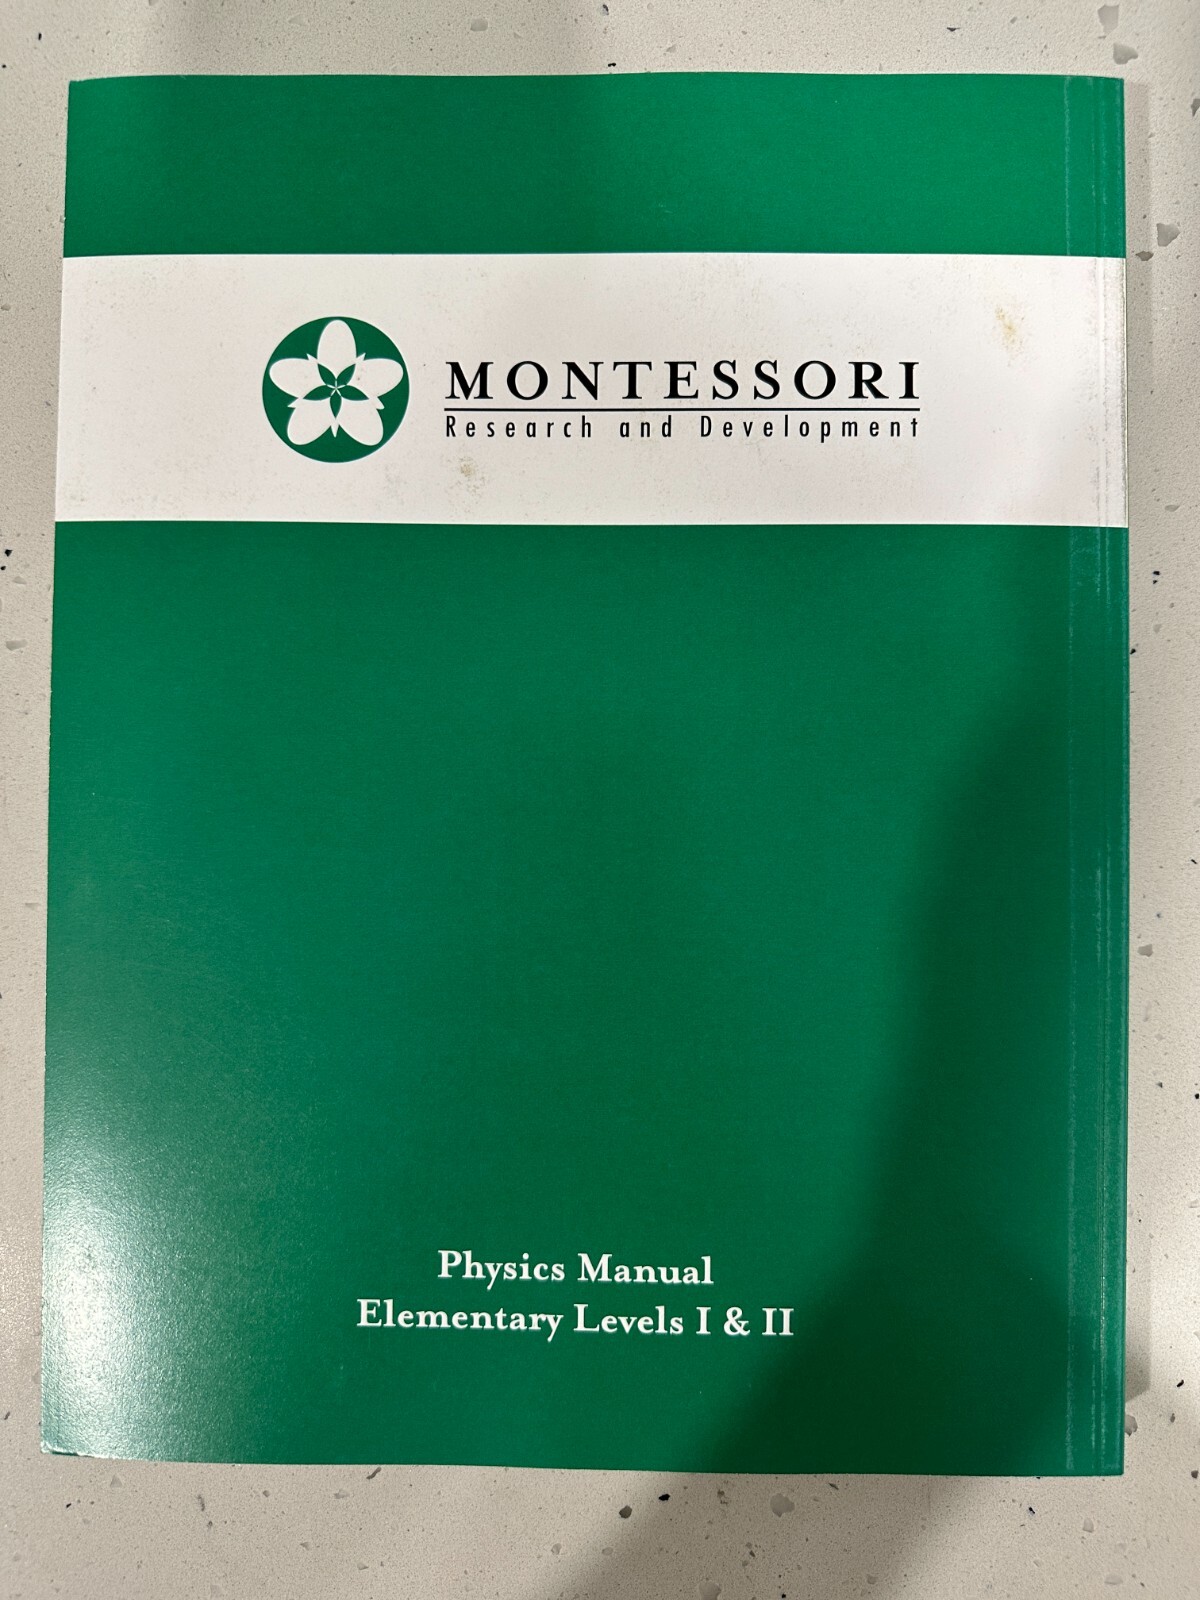 MONTESSORI
Research and Development
Physics Manual
Elementary Levels I & II